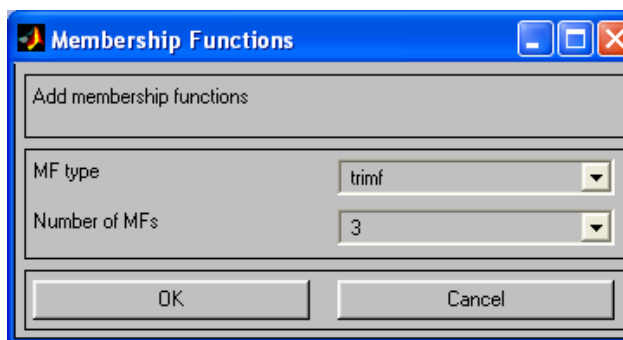 Membership Functions
Add membership functions
MF type trimf
Number of MFs 3
OK Cancel